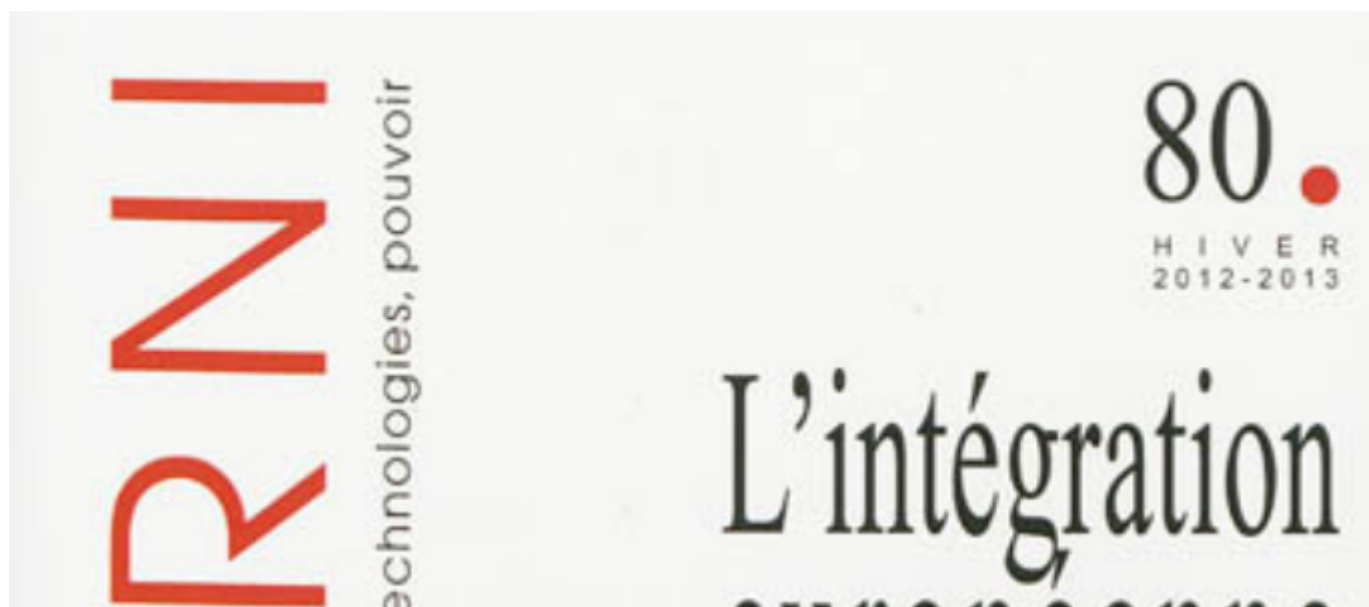 RNI
echnologies, pouvoir
80.
HIVER
2012-2013
L'intégration